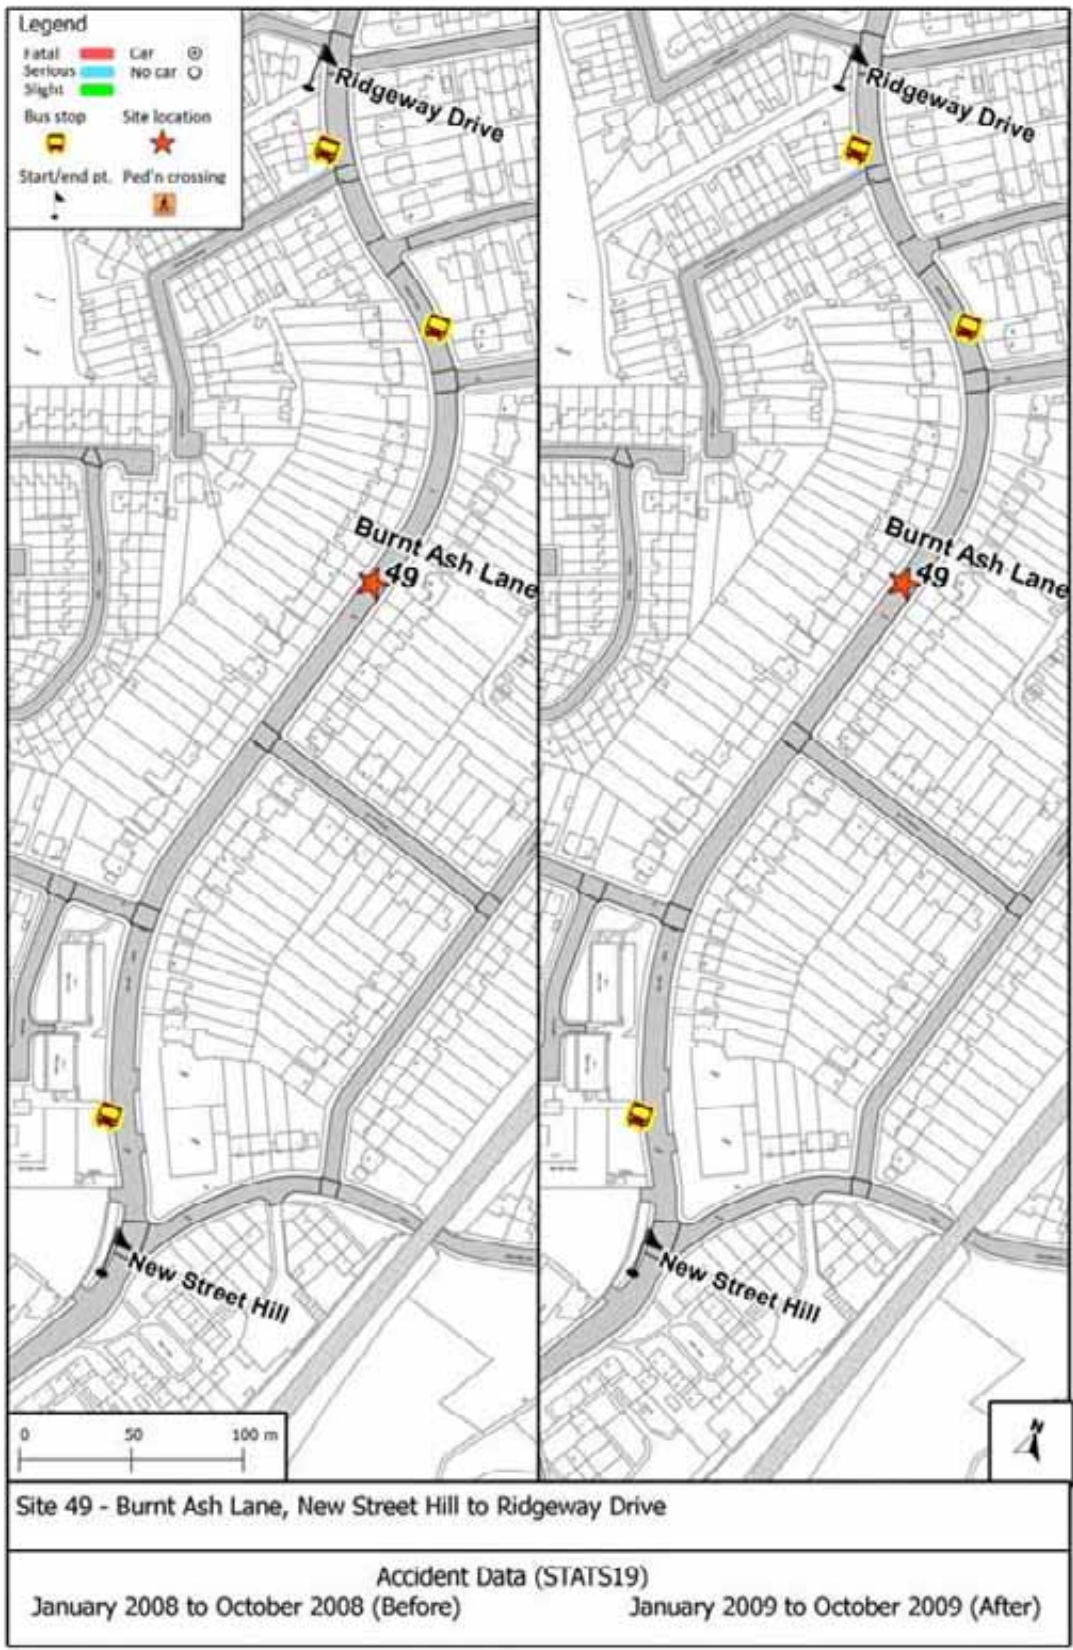 Legend
Fatal Car
Serious No car
Slight
Bus stop Site location
Start/end pt. Ped'n crossing
Ridgeway Drive
Ridgeway Drive
Burnt Ash Lane
49
Burnt Ash Lane
49
New Street Hill
New Street Hill
0 50 100 m
N
Site 49 - Burnt Ash Lane, New Street Hill to Ridgeway Drive
Accident Data (STATS19)
January 2008 to October 2008 (Before) January 2009 to October 2009 (After)